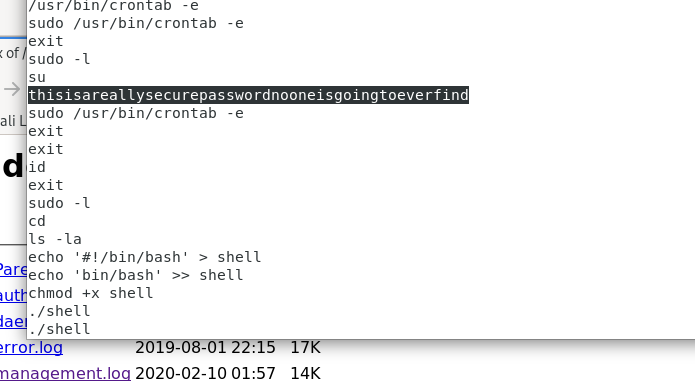 /usr/bin/crontab -e
sudo /usr/bin/crontab -e
exit
sudo -l
su
thisisareallysecurepasswordnooneisgoingtoeverfind
sudo /usr/bin/crontab -e
exit
exit
id
exit
sudo -l
cd
ls -la
echo '#!/bin/bash' > shell
echo 'bin/bash' >> shell
chmod +x shell
./shell
./shell
x of /
ali L
d
Pare
auth
daer
error.log 2019-08-01 22:15 17K
management.log 2020-02-10 01:57 14K